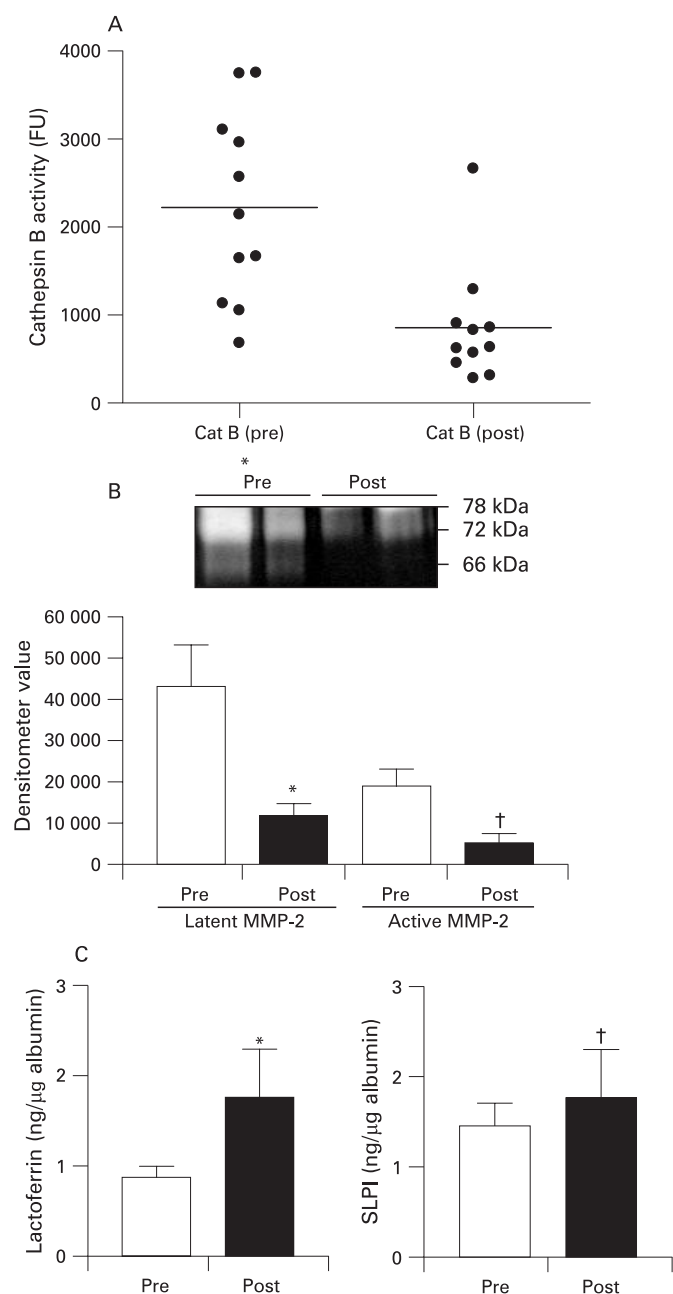 A
4000
3000
2000
1000
0
Cathepsin B activity (FU)
Cat B (pre) Cat B (post)
*
B
Pre Post
78 kDa
72 kDa
66 kDa
60 000
50 000
40 000
30 000
20 000
10 000
0
Densitometer value
* †
Pre Post Pre Post
Latent MMP-2 Active MMP-2
C
3
2
1
0
Lactoferrin (ng/μg albumin)
*
Pre Post
3
2
1
0
SLPI (ng/μg albumin)
†
Pre Post